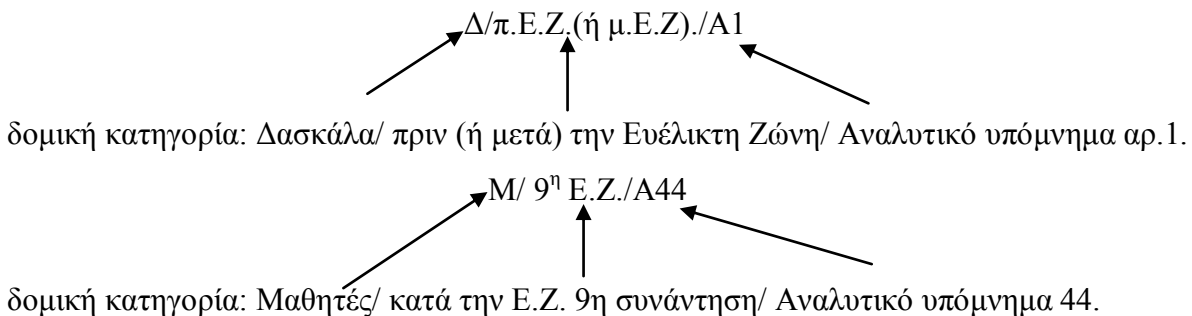 Δ/π.Ε.Ζ.(ή μ.Ε.Ζ)./Α1
δομική κατηγορία: Δασκάλα/ πριν (ή μετά) την Ευέλικτη Ζώνη/ Αναλυτικό υπόμνημα αρ.1.
Μ/ 9η Ε.Ζ./Α44
δομική κατηγορία: Μαθητές/ κατά την Ε.Ζ. 9η συνάντηση/ Αναλυτικό υπόμνημα 44.